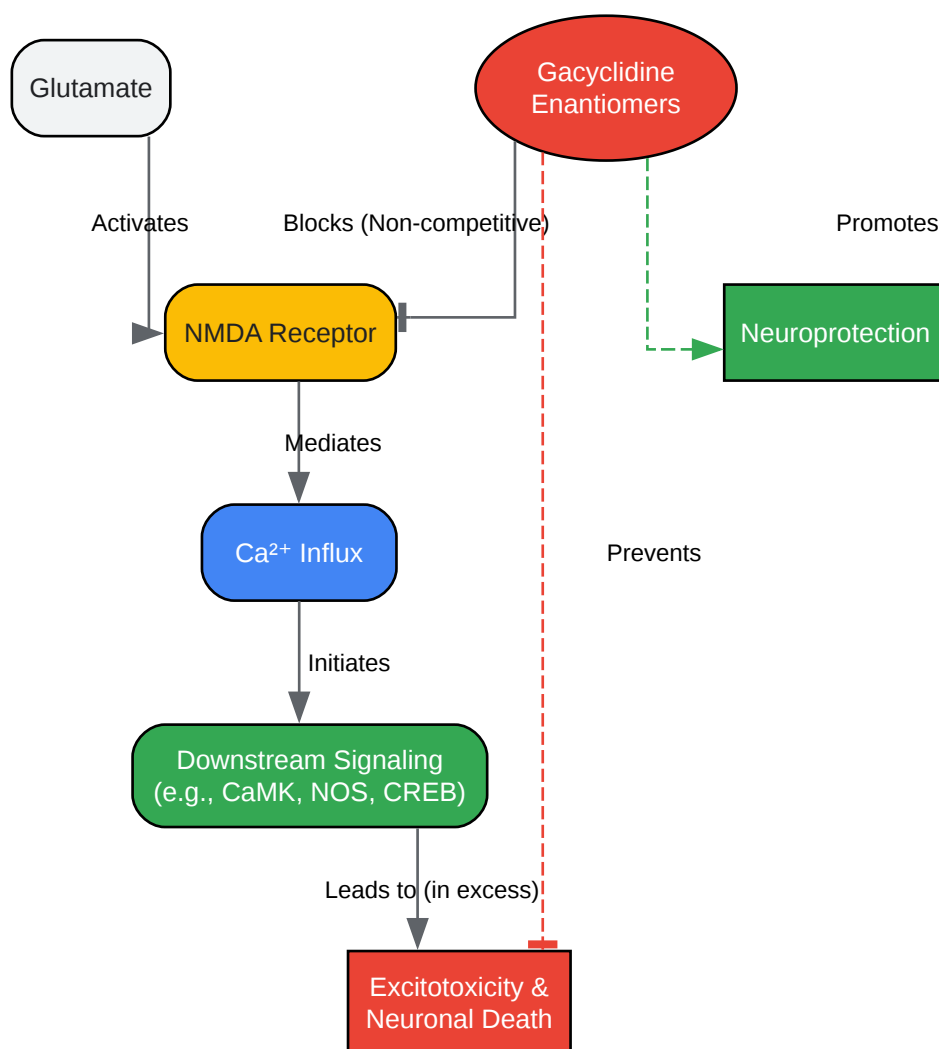 Glutamate
Gacyclidine
Enantiomers
Activates
Blocks (Non-competitive)
Promotes
NMDA Receptor
Neuroprotection
Mediates
Ca²⁺ Influx
Prevents
Initiates
Downstream Signaling
(e.g., CaMK, NOS, CREB)
Leads to (in excess)
Excitotoxicity &
Neuronal Death